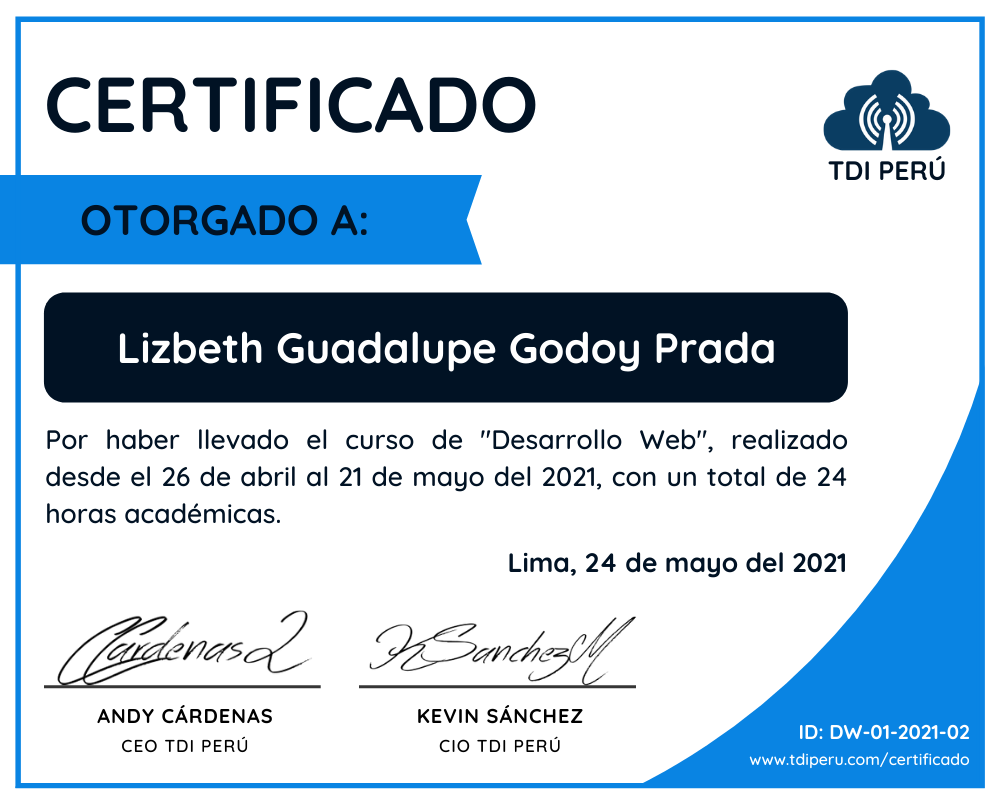 CERTIFICADO
TDI PERÚ
OTORGADO A:
Lizbeth Guadalupe Godoy Prada
Por haber llevado el curso de "Desarrollo Web", realizado
desde el 26 de abril al 21 de mayo del 2021, con un total de 24
horas académicas.
Lima, 24 de mayo del 2021
CárdenasL
KSanchezM
ANDY CÁRDENAS
KEVIN SÁNCHEZ
CEO TDI PERÚ
CIO TDI PERÚ
ID: DW-01-2021-02
www.tdiperu.com/certificado